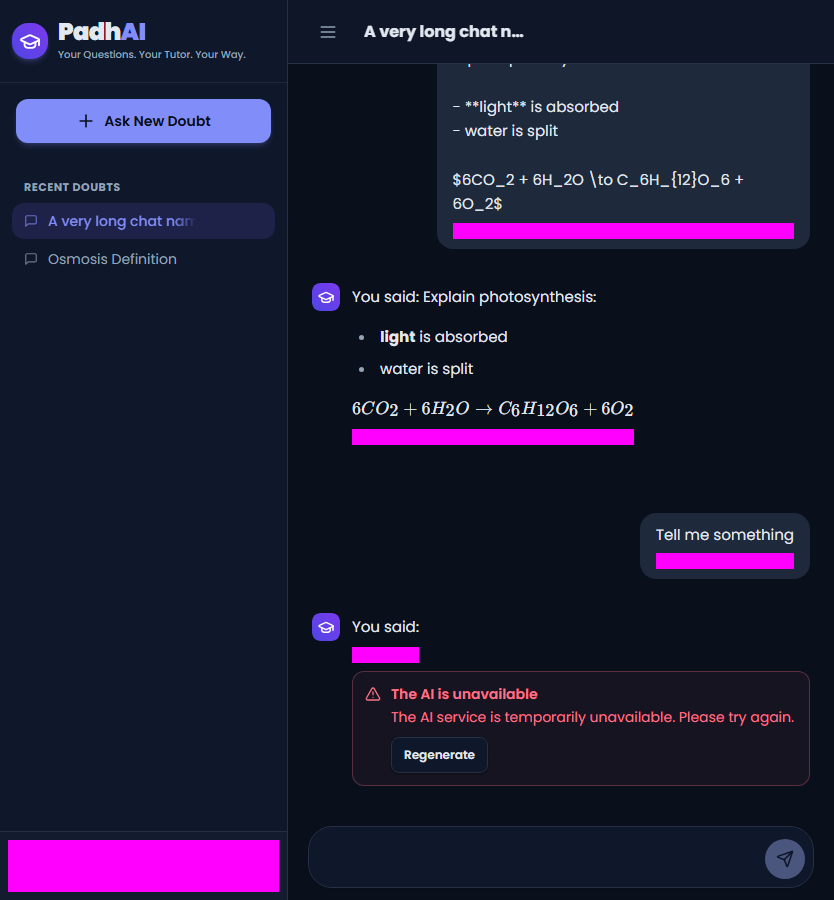 PadhAI
Your Questions. Your Tutor. Your Way.
Ask New Doubt
RECENT DOUBTS
A very long chat nam
Osmosis Definition
A very long chat n...
- **light** is absorbed
- water is split
$6CO_2 + 6H_2O \to C_6H_{12}O_6 +
6O_2$
You said: Explain photosynthesis:
• light is absorbed
• water is split
6CO₂ + 6H₂O → C₆H₁₂O₆ + 6O₂
Tell me something
You said:
The AI is unavailable
The AI service is temporarily unavailable. Please try again.
Regenerate